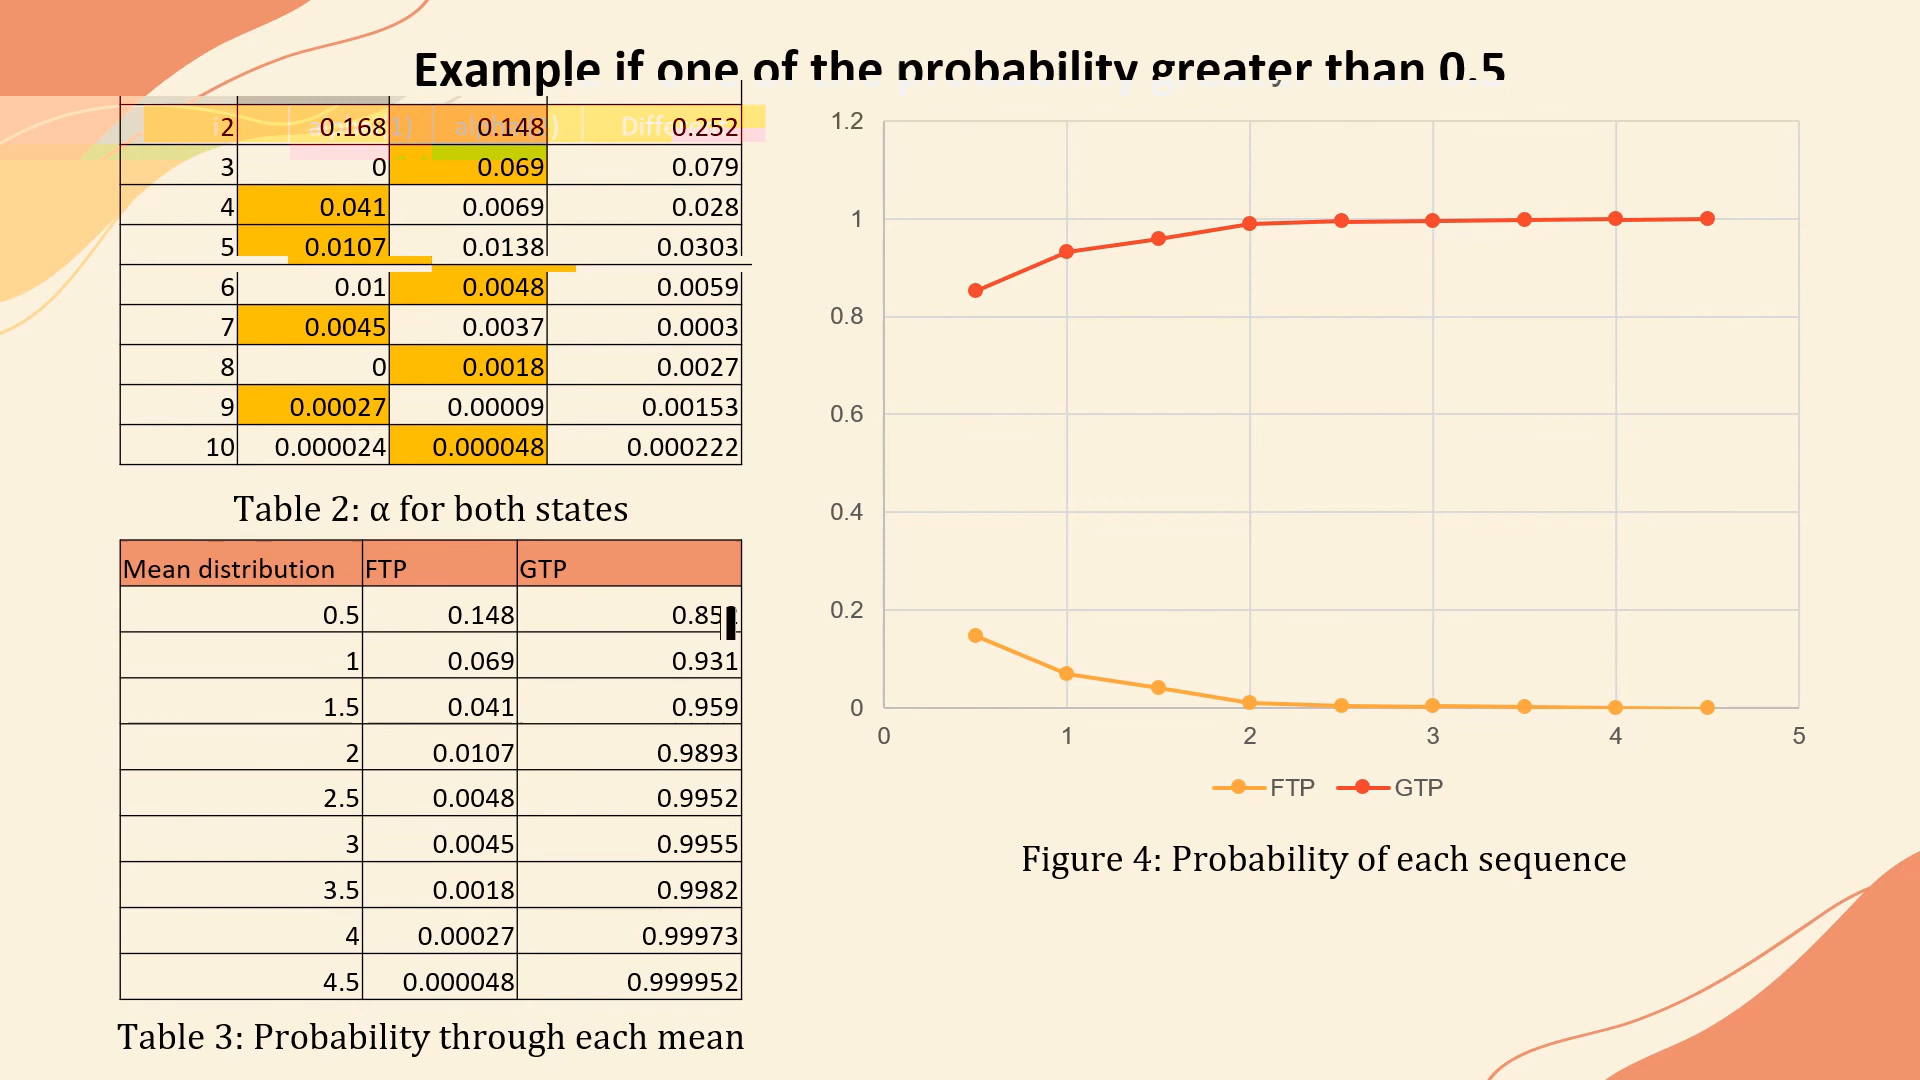 Example if one of the probability greater than 0.5
2 0.168 0.148 0.252
3 0 0.069 0.079
4 0.041 0.0069 0.028
5 0.0107 0.0138 0.0303
6 0.01 0.0048 0.0059
7 0.0045 0.0037 0.0003
8 0 0.0018 0.0027
9 0.00027 0.00009 0.00153
10 0.000024 0.000048 0.000222
Table 2: α for both states
Mean distribution FTP GTP
0.5 0.148
1 0.069 0.931
1.5 0.041 0.959
2 0.0107 0.9893
2.5 0.0048 0.9952
3 0.0045 0.9955
3.5 0.0018 0.9982
4 0.00027 0.99973
4.5 0.000048 0.999952
Table 3: Probability through each mean
1.2
1
0.8
0.6
0.4
0.2
0
0 1 2 3 4 5
FTP GTP
Figure 4: Probability of each sequence